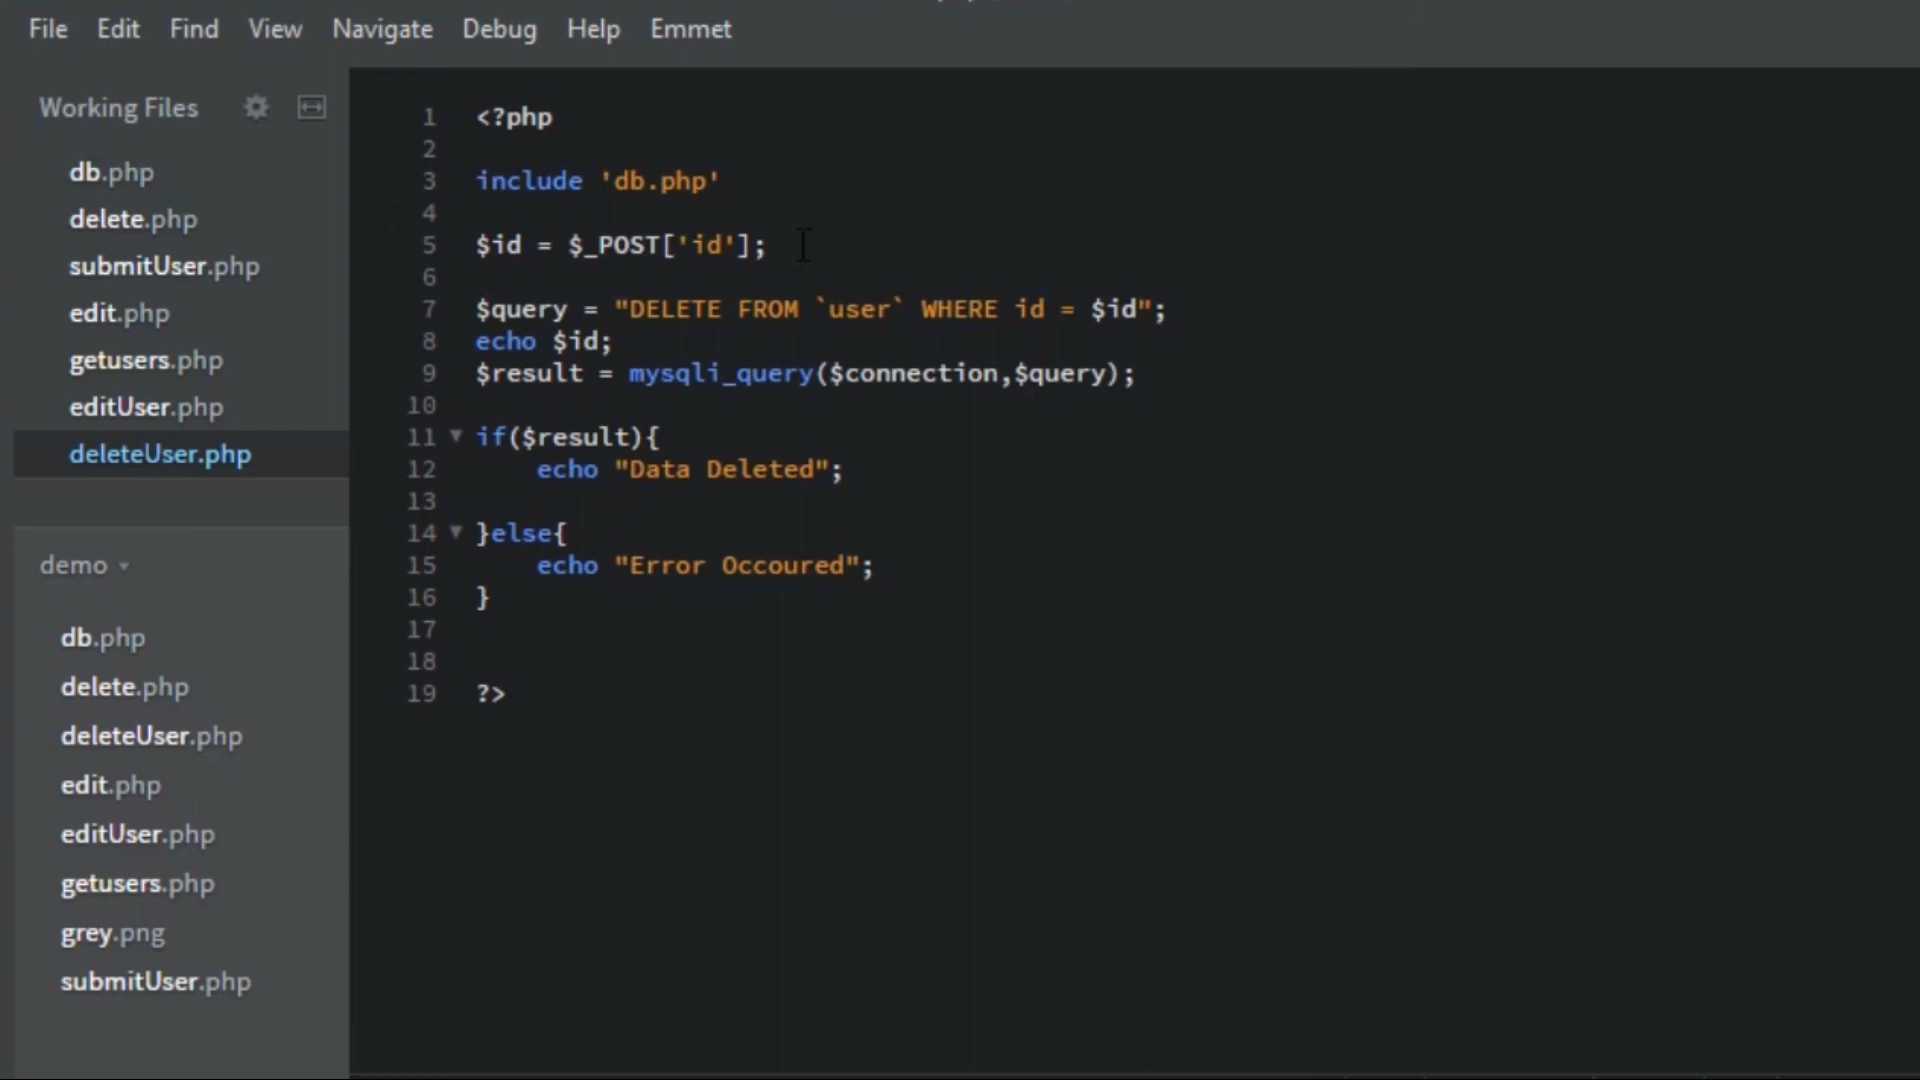 File Edit Find View Navigate Debug Help Emmet
Working Files
db.php
delete.php
submitUser.php
edit.php
getusers.php
editUser.php
deleteUser.php
demo
db.php
delete.php
deleteUser.php
edit.php
editUser.php
getusers.php
grey.png
submitUser.php
1 <?php
2
3 include 'db.php'
4
5 $id = $_POST['id'];
6
7 $query = "DELETE FROM `user` WHERE id = $id";
8 echo $id;
9 $result = mysqli_query($connection,$query);
10
11 if($result){
12 echo "Data Deleted";
13
14 }else{
15 echo "Error Occoured";
16 }
17
18
19 ?>